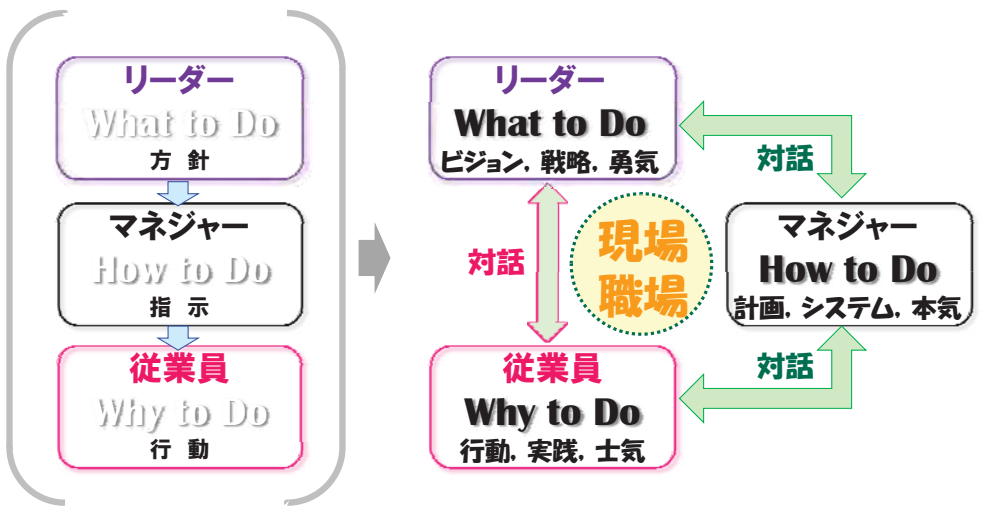 リーダー
What to Do
方 針
マネジャー
How to Do
指 示
従業員
Why to Do
行 動
リーダー
What to Do
ビジョン, 戦略, 勇気
対話
対話
現場
職場
マネジャー
How to Do
計画, システム, 本気
対話
従業員
Why to Do
行動, 実践, 士気